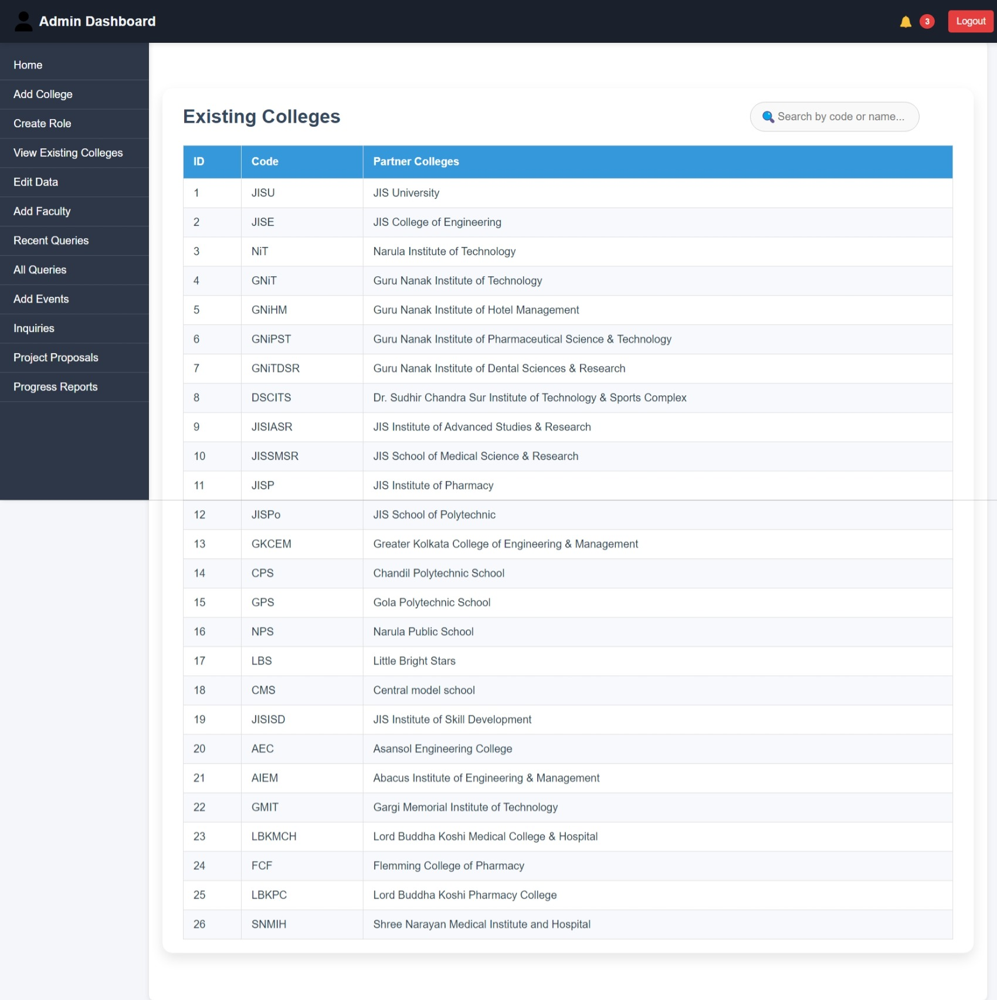 Admin Dashboard
3
Logout
Home
Add College
Create Role
View Existing Colleges
Edit Data
Add Faculty
Recent Queries
All Queries
Add Events
Inquiries
Project Proposals
Progress Reports
Existing Colleges
Search by code or name...
ID Code Partner Colleges
1 JISU JIS University
2 JISE JIS College of Engineering
3 NiT Narula Institute of Technology
4 GNiT Guru Nanak Institute of Technology
5 GNiHM Guru Nanak Institute of Hotel Management
6 GNiPST Guru Nanak Institute of Pharmaceutical Science & Technology
7 GNiTDSR Guru Nanak Institute of Dental Sciences & Research
8 DSCITS Dr. Sudhir Chandra Sur Institute of Technology & Sports Complex
9 JISIASR JIS Institute of Advanced Studies & Research
10 JISSMSR JIS School of Medical Science & Research
11 JISP JIS Institute of Pharmacy
12 JISPo JIS School of Polytechnic
13 GKCEM Greater Kolkata College of Engineering & Management
14 CPS Chandil Polytechnic School
15 GPS Gola Polytechnic School
16 NPS Narula Public School
17 LBS Little Bright Stars
18 CMS Central model school
19 JISISD JIS Institute of Skill Development
20 AEC Asansol Engineering College
21 AIEM Abacus Institute of Engineering & Management
22 GMIT Gargi Memorial Institute of Technology
23 LBKMCH Lord Buddha Koshi Medical College & Hospital
24 FCF Flemming College of Pharmacy
25 LBKPC Lord Buddha Koshi Pharmacy College
26 SNMIH Shree Narayan Medical Institute and Hospital